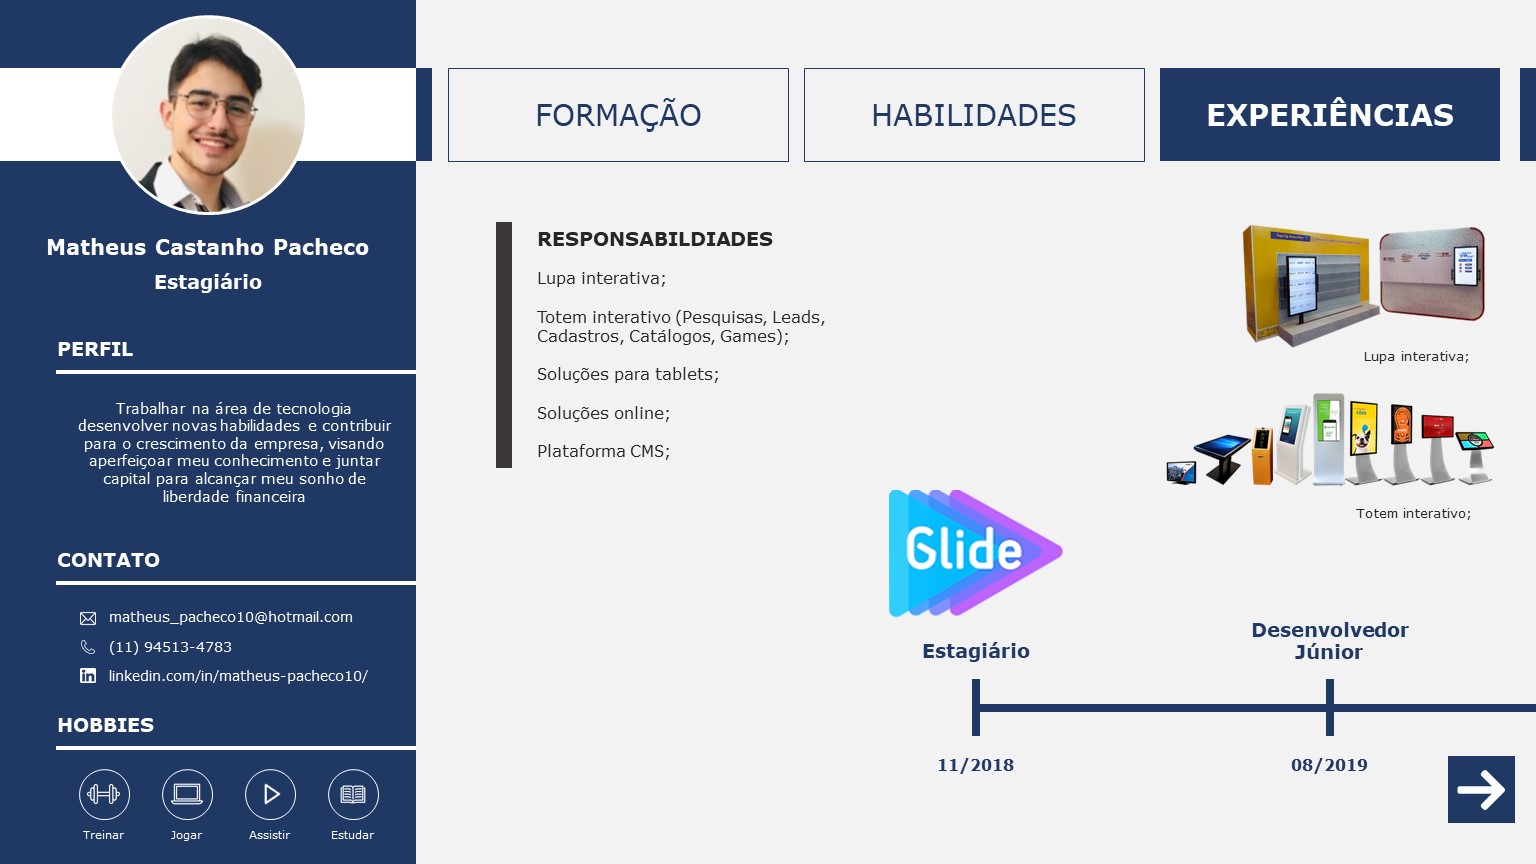 Matheus Castanho Pacheco
Estagiário
PERFIL
Trabalhar na área de tecnologia
desenvolver novas habilidades e contribuir
para o crescimento da empresa, visando
aperfeiçoar meu conhecimento e juntar
capital para alcançar meu sonho de
liberdade financeira
CONTATO
matheus_pacheco10@hotmail.com
(11) 94513-4783
linkedin.com/in/matheus-pacheco10/
HOBBIES
Treinar
Jogar
Assistir
Estudar
FORMAÇÃO
HABILIDADES
EXPERIÊNCIAS
RESPONSABILDIADES
Lupa interativa;
Totem interativo (Pesquisas, Leads,
Cadastros, Catálogos, Games);
Soluções para tablets;
Soluções online;
Plataforma CMS;
Lupa interativa;
Totem interativo;
Glide
Estagiário
Desenvolvedor
Júnior
11/2018
08/2019